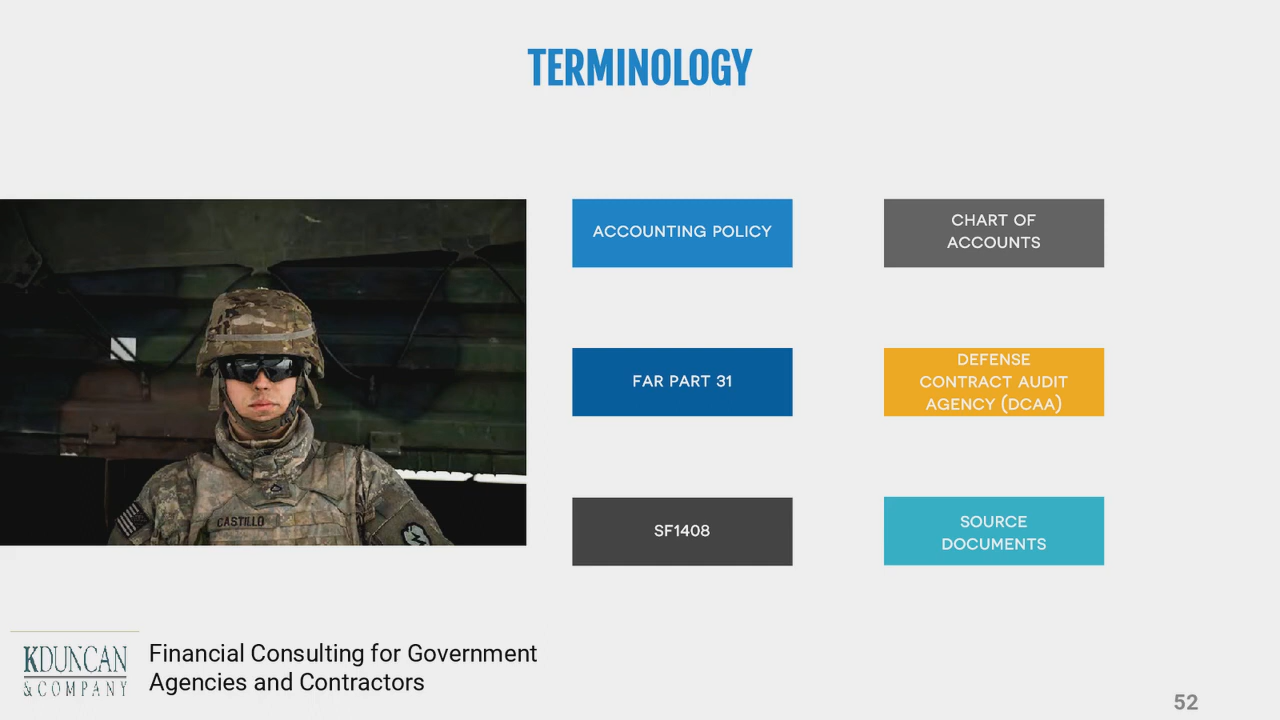 TERMINOLOGY
ACCOUNTING POLICY
CHART OF
ACCOUNTS
FAR PART 31
DEFENSE
CONTRACT AUDIT
AGENCY (DCAA)
SF1408
SOURCE
DOCUMENTS
CASTILLO
KDUNCAN
& COMPANY
Financial Consulting for Government
Agencies and Contractors
52